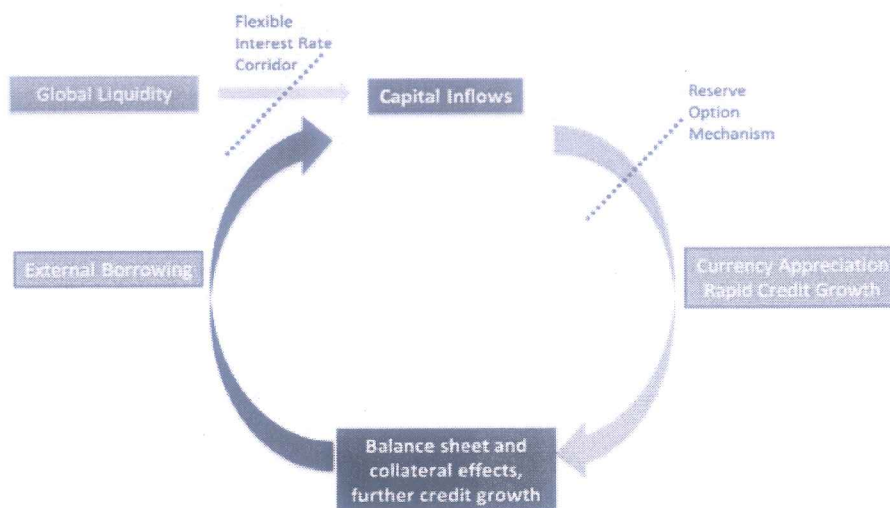 Flexible
Interest Rate
Corridor
Global Liquidity
Capital Inflows
Reserve
Option
Mechanism
External Borrowing
Currency Appreciation
Rapid Credit Growth
Balance sheet and
collateral effects,
further credit growth